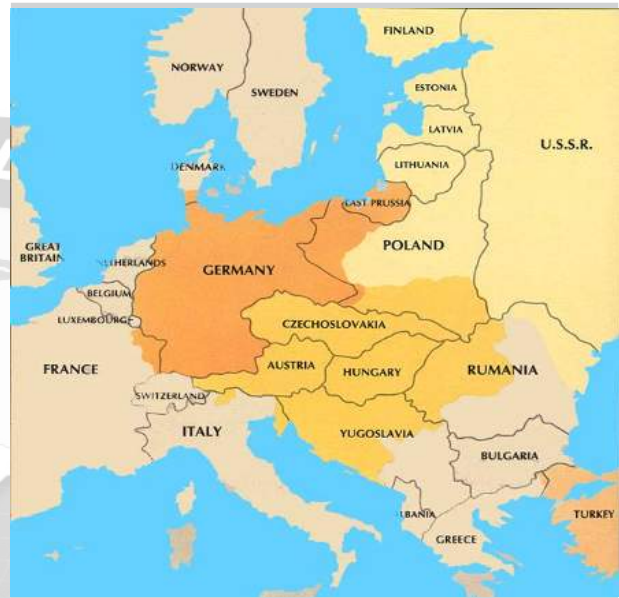 FINLAND
NORWAY
SWEDEN
ESTONIA
LATVIA
U.S.S.R.
LITHUANIA
DENMARK
EAST PRUSSIA
GREAT
BRITAIN
NETHERLANDS
GERMANY
POLAND
BELGIUM
LUXEMBOURG
CZECHOSLOVAKIA
FRANCE
AUSTRIA
HUNGARY
RUMANIA
SWITZERLAND
ITALY
YUGOSLAVIA
BULGARIA
ALBANIA
TURKEY
GREECE